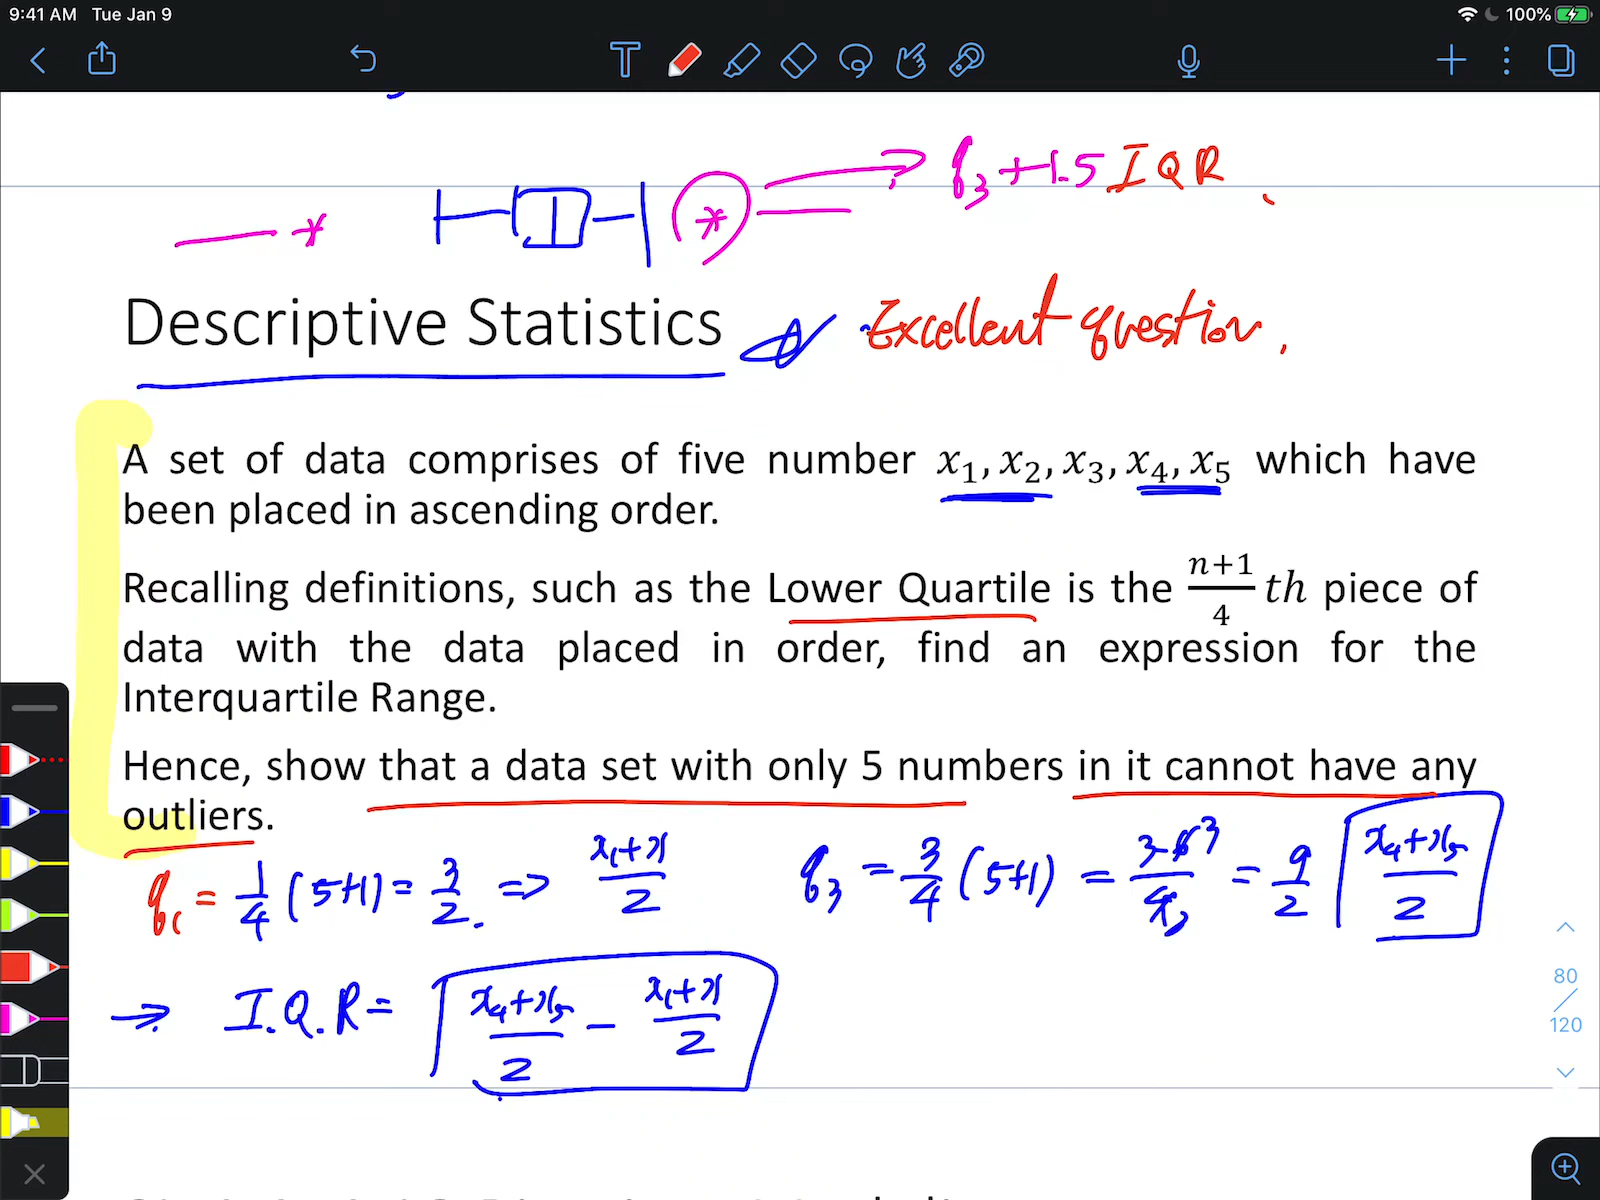 9:41 AM Tue Jan 9
100%
q₃ + 1.5 IQR.
Descriptive Statistics
Excellent question.
A set of data comprises of five number x₁, x₂, x₃, x₄, x₅ which have
been placed in ascending order.
Recalling definitions, such as the Lower Quartile is the (n+1)/4 th piece of
data with the data placed in order, find an expression for the
Interquartile Range.
Hence, show that a data set with only 5 numbers in it cannot have any
outliers.
q₁ = 1/4 (5+1) = 3/2. ⇒ (x₁+x)/2
q₃ = 3/4 (5+1) = = 9/2 (x₄+x₅)/2
→ I.Q.R = (x₄+x₅)/2 − (x₁+x)/2
80
120